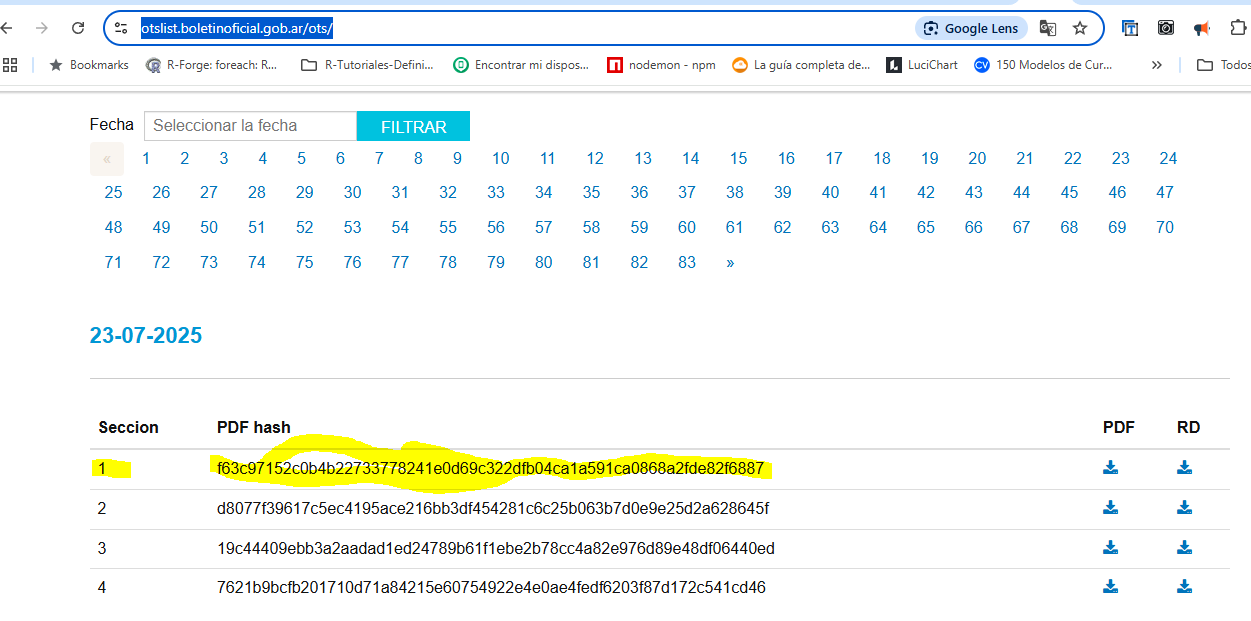 otslist.boletinoficial.gob.ar/ots/ Google Lens
Bookmarks R-Forge: foreach: R... R-Tutoriales-Defini... Encontrar mi dispos... nodemon - npm La guía completa de... LuciChart 150 Modelos de Cur... » Todos
Fecha Seleccionar la fecha FILTRAR
« 1 2 3 4 5 6 7 8 9 10 11 12 13 14 15 16 17 18 19 20 21 22 23 24
25 26 27 28 29 30 31 32 33 34 35 36 37 38 39 40 41 42 43 44 45 46 47
48 49 50 51 52 53 54 55 56 57 58 59 60 61 62 63 64 65 66 67 68 69 70
71 72 73 74 75 76 77 78 79 80 81 82 83 »
23-07-2025
Seccion PDF hash PDF RD
1 f63c97152c0b4b22733778241e0d69c322dfb04ca1a591ca0868a2fde82f6887
2 d8077f39617c5ec4195ace216bb3df454281c6c25b063b7d0e9e25d2a628645f
3 19c44409ebb3a2aadad1ed24789b61f1ebe2b78cc4a82e976d89e48df06440ed
4 7621b9bcfb201710d71a84215e60754922e4e0ae4fedf6203f87d172c541cd46